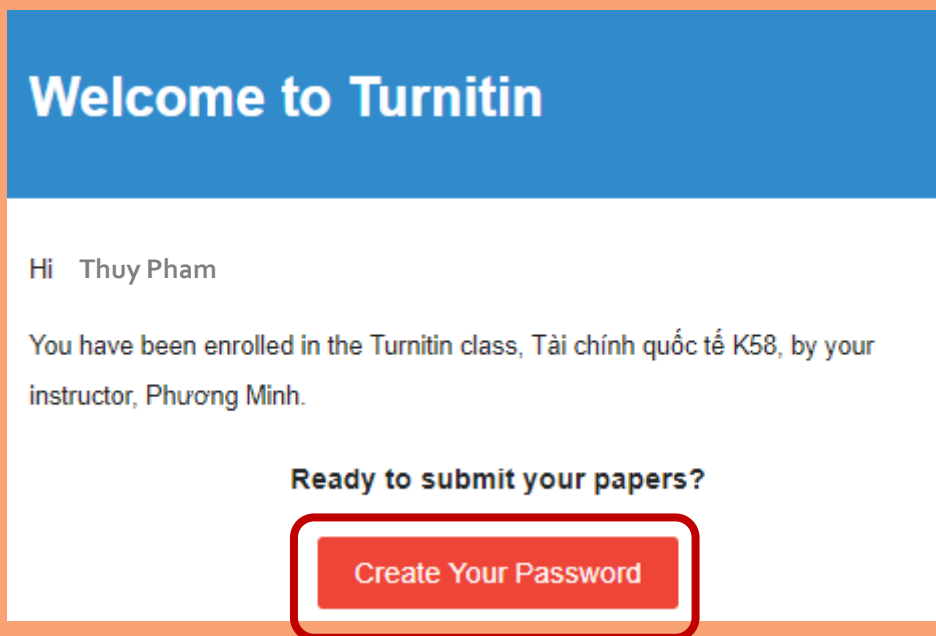 Welcome to Turnitin
Hi Thuy Pham
You have been enrolled in the Turnitin class, Tài chính quốc tế K58, by your
instructor, Phương Minh.
Ready to submit your papers?
Create Your Password